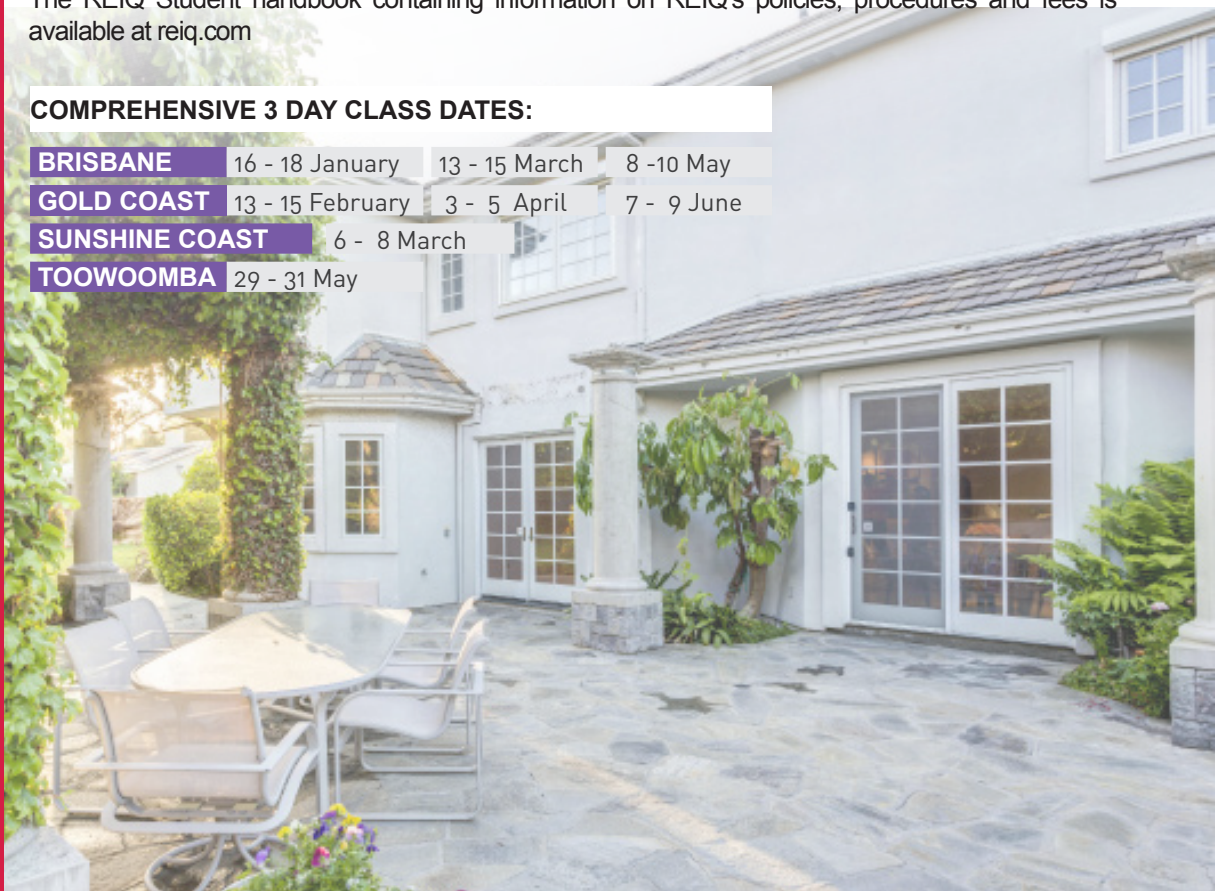 The REIQ Student handbook containing information on REIQ's policies, procedures and fees is
available at reiq.com
COMPREHENSIVE 3 DAY CLASS DATES:
BRISBANE 16 - 18 January 13 - 15 March 8 -10 May
GOLD COAST 13 - 15 February 3 - 5 April 7 - 9 June
SUNSHINE COAST 6 - 8 March
TOOWOOMBA 29 - 31 May